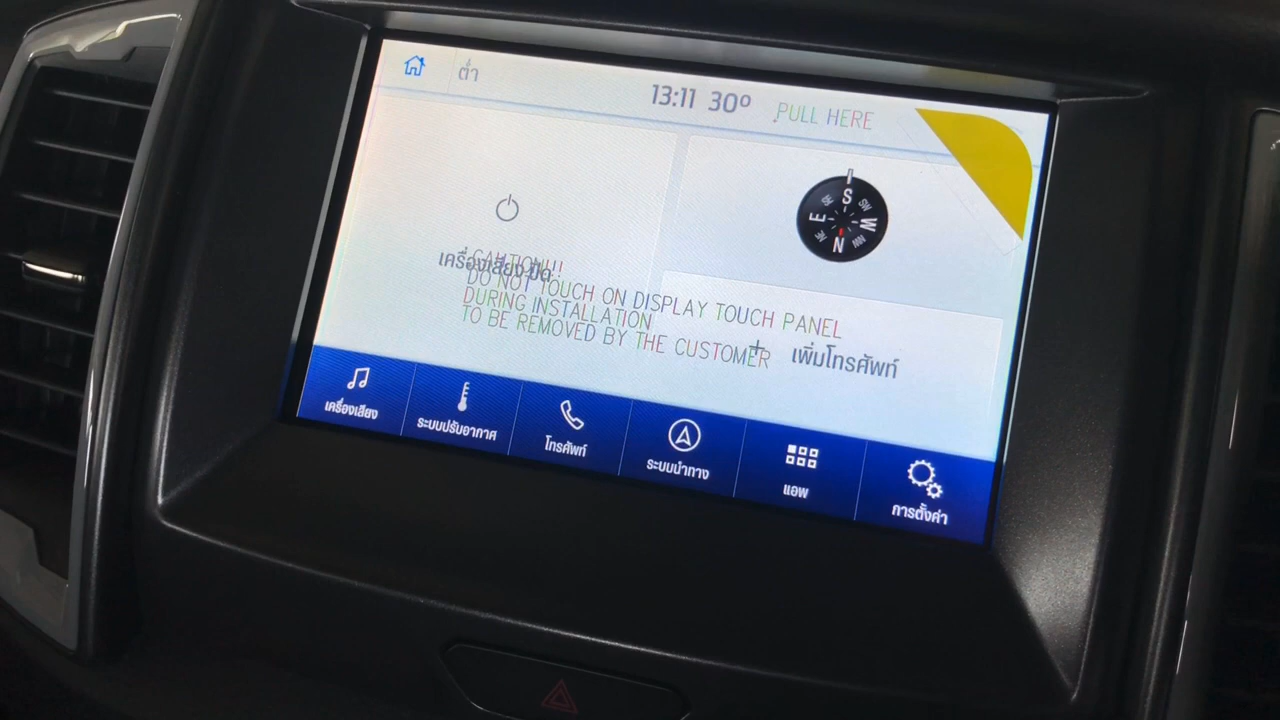 ต่ำ
13:11 30º
PULL HERE
S
SE
SW
E
W
NE
NW
N
เครื่องเสียง ปิด
CAUTION!!!
DO NOT TOUCH ON DISPLAY TOUCH PANEL
DURING INSTALLATION
TO BE REMOVED BY THE CUSTOMER
+ เพิ่มโทรศัพท์
เครื่องเสียง
ระบบปรับอากาศ
โทรศัพท์
ระบบนำทาง
แอพ
การตั้งค่า